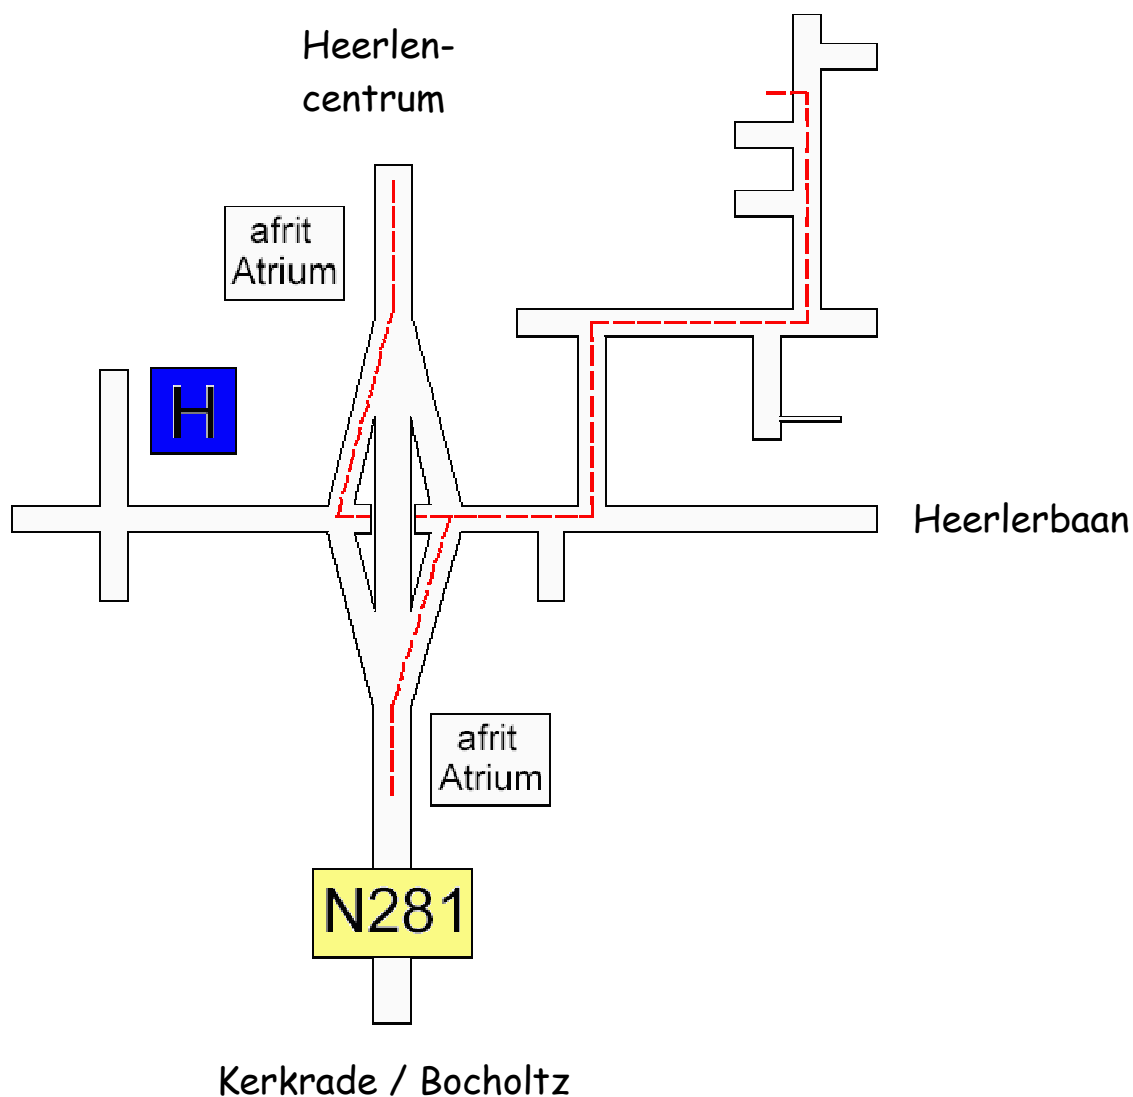 Heerlen-
centrum
afrit
Atrium
H
Heerlerbaan
afrit
Atrium
N281
Kerkrade / Bocholtz